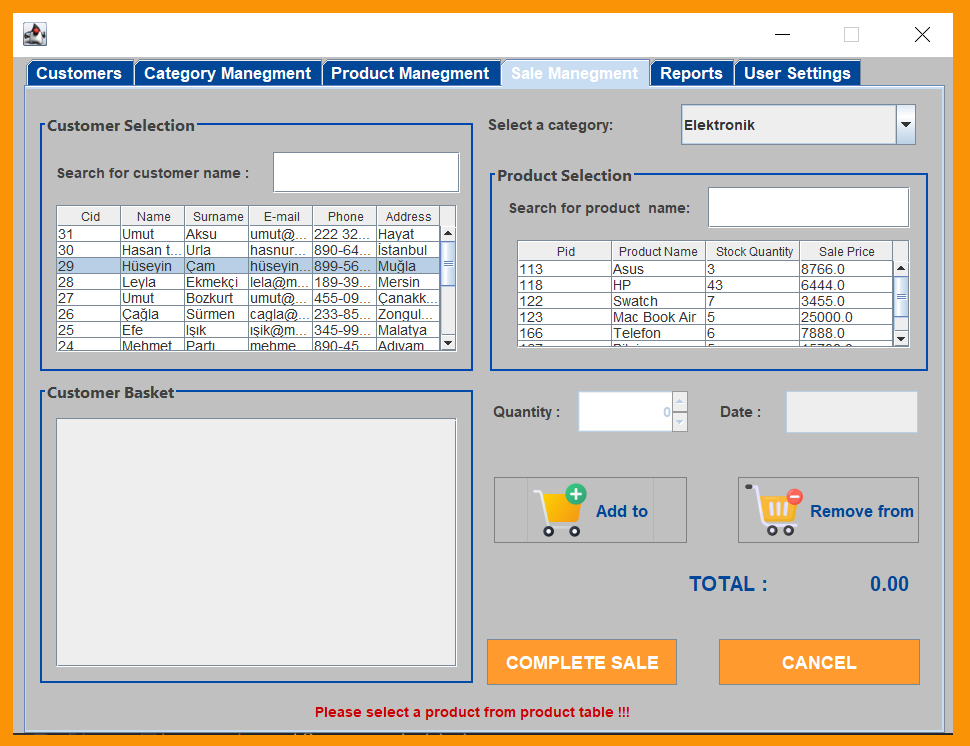 Customers Category Manegment Product Manegment Sale Manegment Reports User Settings
Customer Selection
Search for customer name :
Cid Name Surname E-mail Phone Address
31 Umut Aksu umut@... 222 32... Hayat
30 Hasan t... Urla hasnur... 890-64... İstanbul
29 Hüseyin Çam hüseyin... 899-56... Muğla
28 Leyla Ekmekçi lela@m... 189-39... Mersin
27 Umut Bozkurt umut@... 455-09... Çanakk...
26 Çağla Sürmen cagla@... 233-85... Zongul...
25 Efe Işık ışik@m... 345-99... Malatya
24 Mehmet Partı mehme 890-45 Adıyam
Select a category: Elektronik
Product Selection
Search for product name:
Pid Product Name Stock Quantity Sale Price
113 Asus 3 8766.0
118 HP 43 6444.0
122 Swatch 7 3455.0
123 Mac Book Air 5 25000.0
166 Telefon 6 7888.0
Customer Basket
Quantity : 0 Date :
Add to Remove from
TOTAL : 0.00
COMPLETE SALE CANCEL
Please select a product from product table !!!